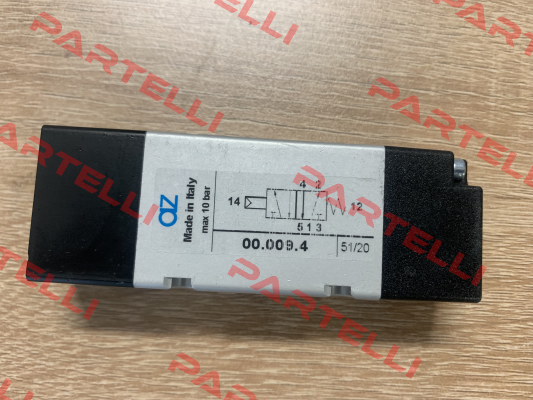 PARTELLI
PARTELLI
PARTELLI
PARTELLI
PARTELLI
PARTELLI
az
Made in Italy
max 10 bar
4 2
14
12
5 1 3
00.009.4
51/20